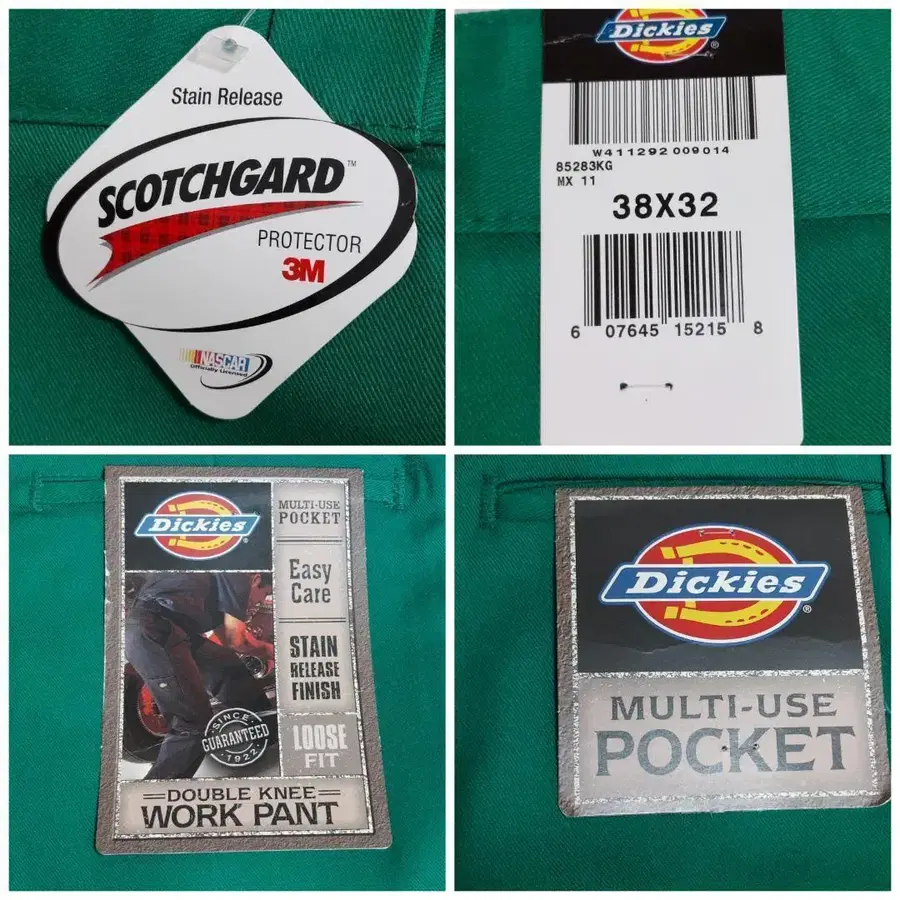 Stain Release
SCOTCHGARD™
PROTECTOR
3M
NASCAR
Officially Licensed
Dickies®
W411292009014
85283KG
MX 11
38X32
6 07645 15215 8
Dickies®
MULTI-USE
POCKET
Easy
Care
STAIN
RELEASE
FINISH
SINCE
GUARANTEED
1922
LOOSE
FIT
DOUBLE KNEE
WORK PANT
Dickies®
MULTI-USE
POCKET